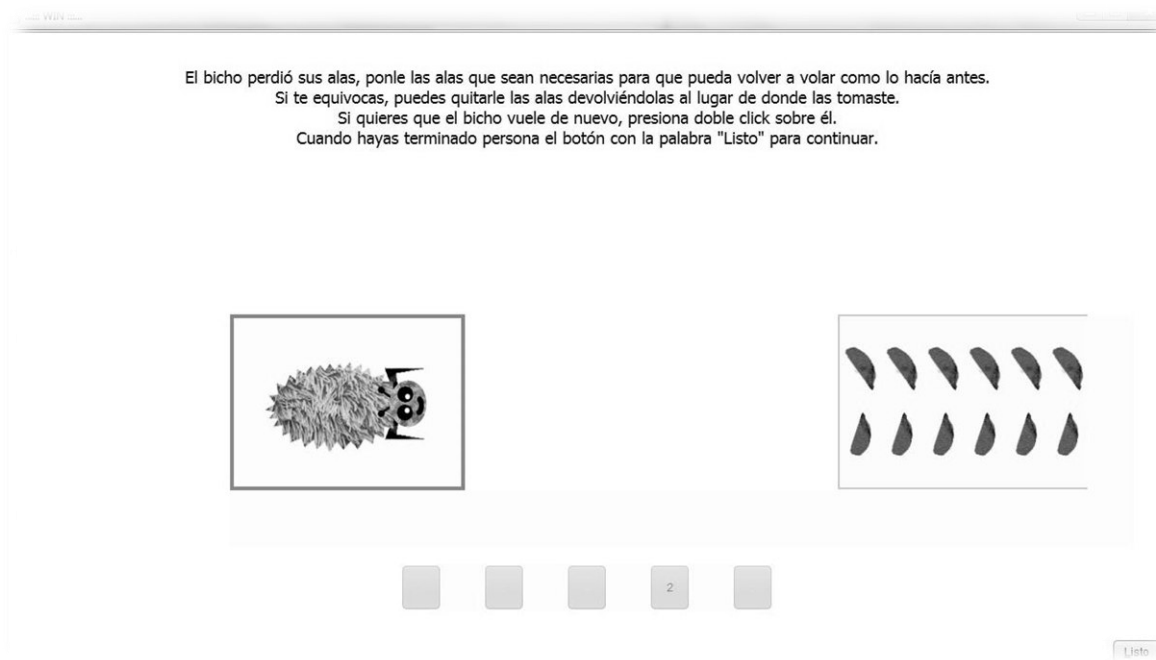 WIN
El bicho perdió sus alas, ponle las alas que sean necesarias para que pueda volver a volar como lo hacía antes.
Si te equivocas, puedes quitarle las alas devolviéndolas al lugar de donde las tomaste.
Si quieres que el bicho vuele de nuevo, presiona doble click sobre él.
Cuando hayas terminado persona el botón con la palabra "Listo" para continuar.
2
Listo